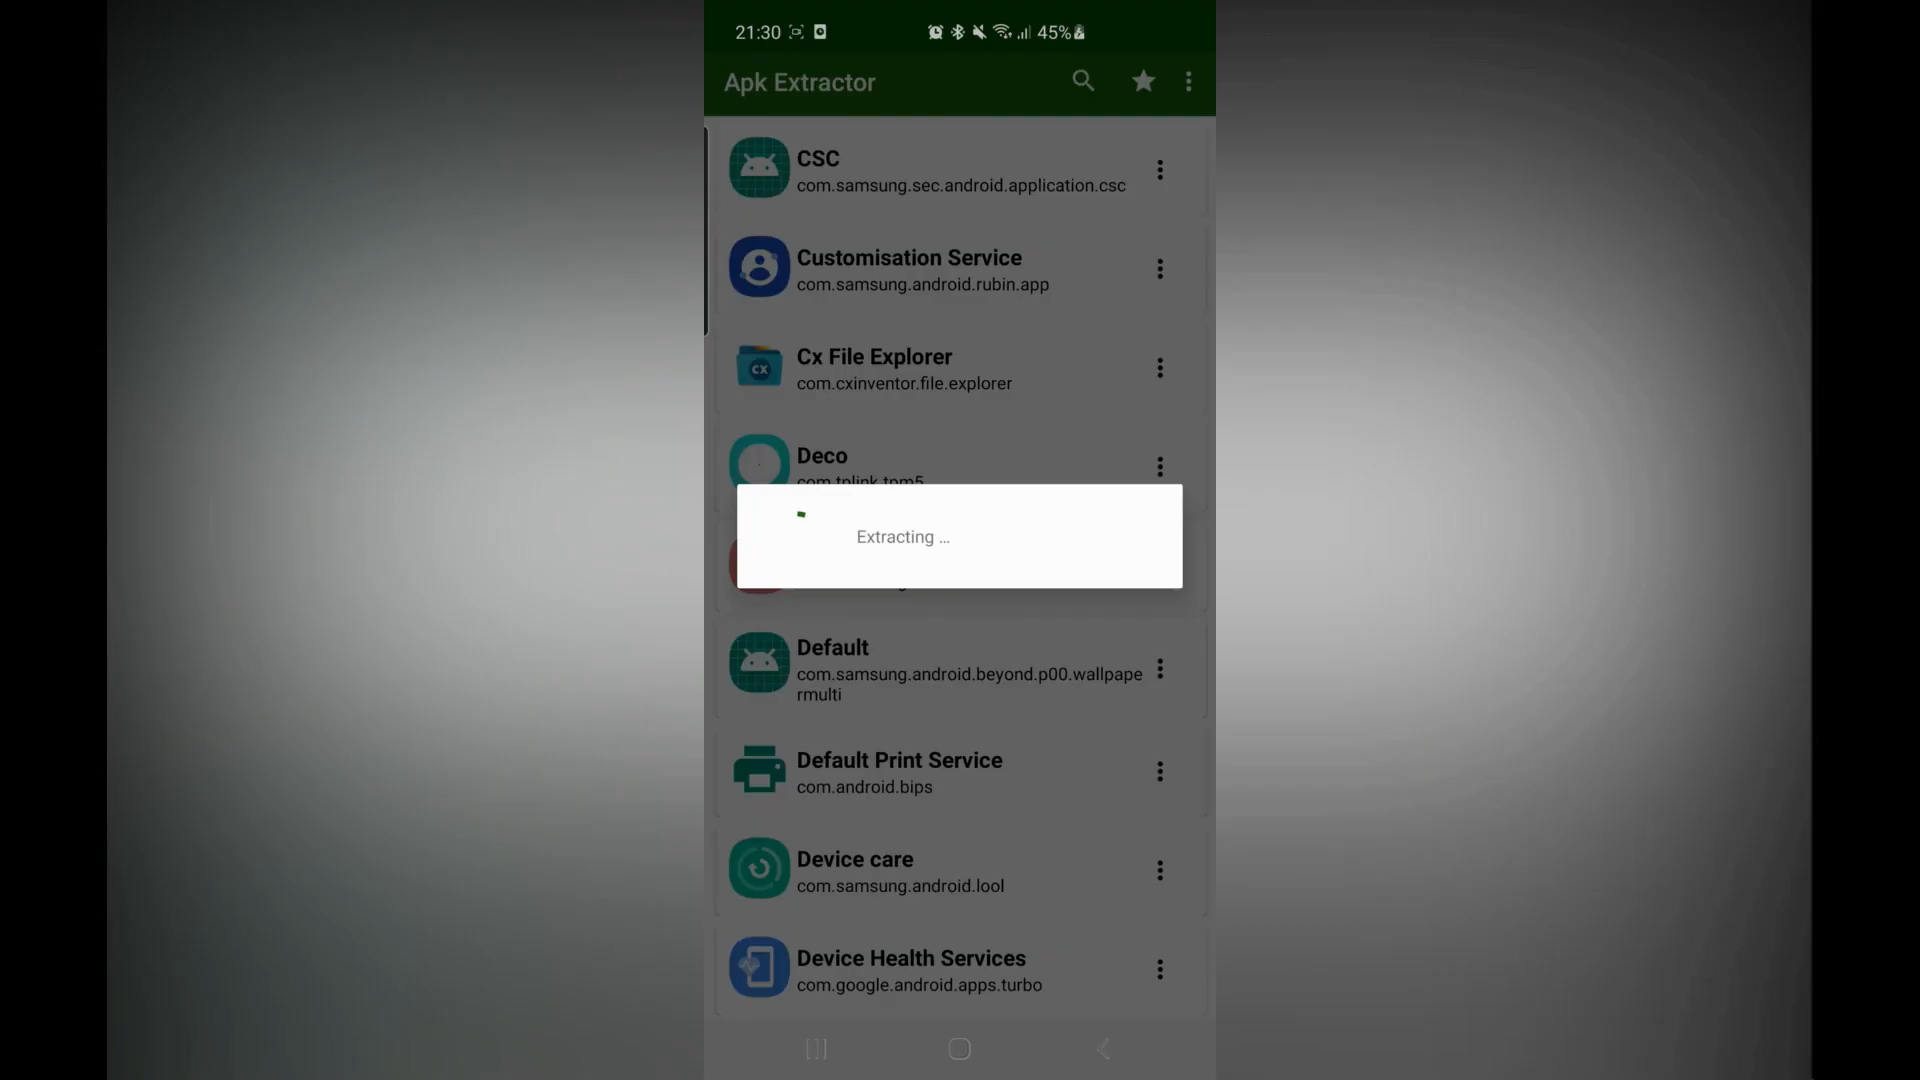 21:30
45%
Apk Extractor
CSC
com.samsung.sec.android.application.csc
Customisation Service
com.samsung.android.rubin.app
Cx File Explorer
CX
com.cxinventor.file.explorer
Deco
com.tplink.tpm5
Extracting ...
Default
com.samsung.android.beyond.p00.wallpape
rmulti
Default Print Service
com.android.bips
Device care
com.samsung.android.lool
Device Health Services
com.google.android.apps.turbo